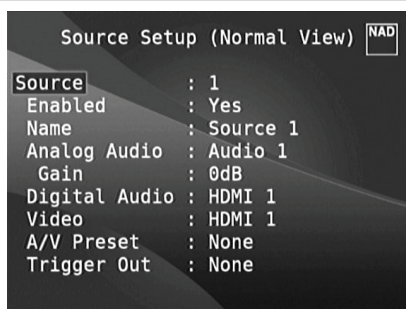 Source Setup (Normal View) NAD
Source : 1
Enabled : Yes
Name : Source 1
Analog Audio : Audio 1
Gain : 0dB
Digital Audio : HDMI 1
Video : HDMI 1
A/V Preset : None
Trigger Out : None